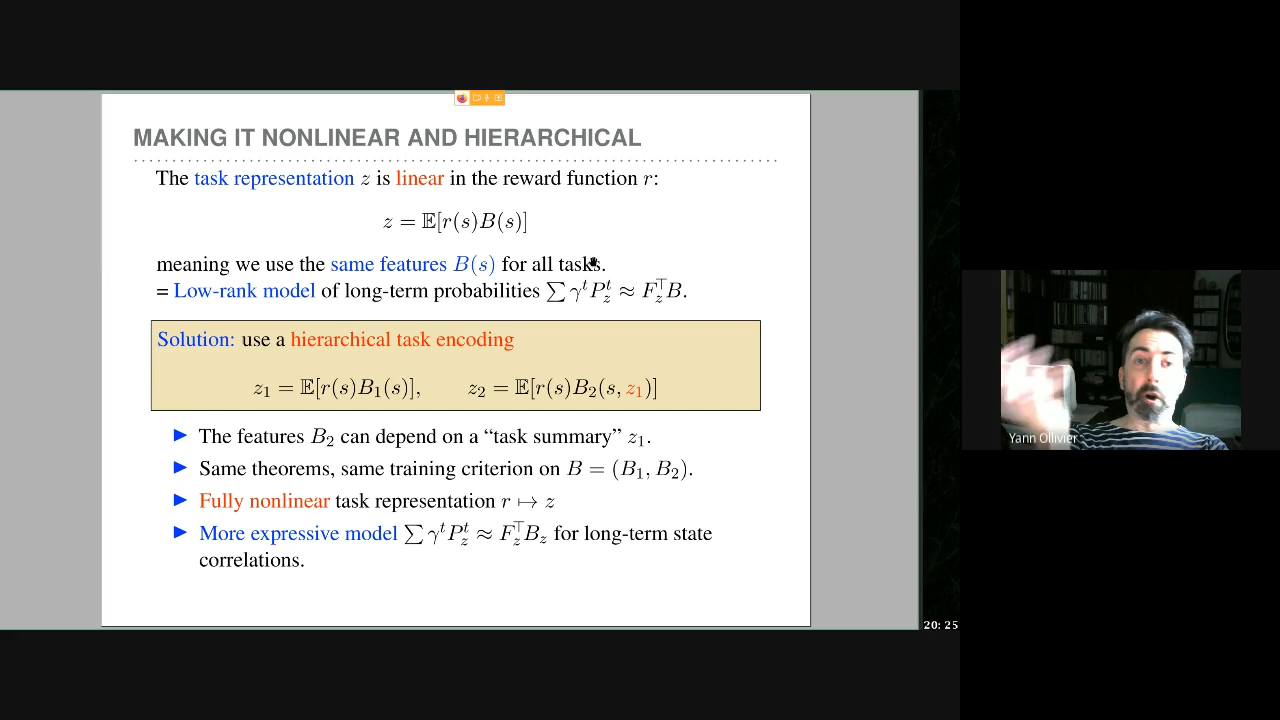 MAKING IT NONLINEAR AND HIERARCHICAL
The task representation z is linear in the reward function r:
z = 𝔼[r(s)B(s)]
meaning we use the same features B(s) for all tasks.
= Low-rank model of long-term probabilities ∑ γᵗPᵗ_z ≈ F_z^⊤B.
Solution: use a hierarchical task encoding
z₁ = 𝔼[r(s)B₁(s)], z₂ = 𝔼[r(s)B₂(s, z₁)]
▶ The features B₂ can depend on a “task summary” z₁.
▶ Same theorems, same training criterion on B = (B₁, B₂).
▶ Fully nonlinear task representation r ↦ z
▶ More expressive model ∑ γᵗPᵗ_z ≈ F_z^⊤B_z for long-term state
correlations.
Yann Ollivier
20: 25